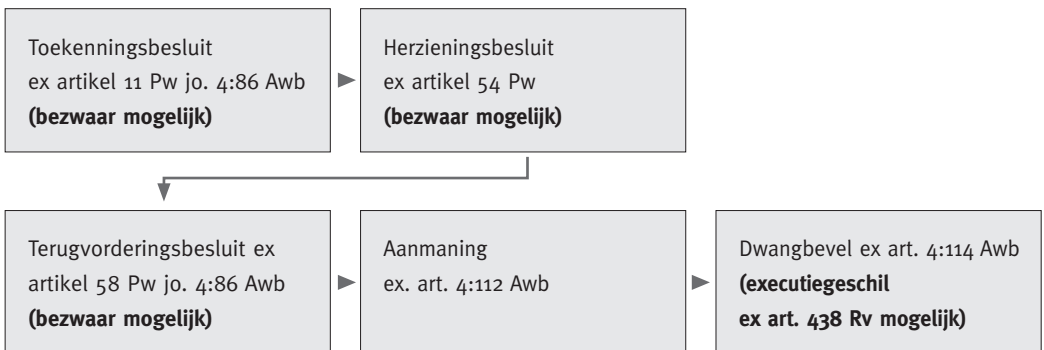 Toekenningsbesluit
ex artikel 11 Pw jo. 4:86 Awb
(bezwaar mogelijk)
Herzieningsbesluit
ex artikel 54 Pw
(bezwaar mogelijk)
Terugvorderingsbesluit ex
artikel 58 Pw jo. 4:86 Awb
(bezwaar mogelijk)
Aanmaning
ex. art. 4:112 Awb
Dwangbevel ex art. 4:114 Awb
(executiegeschil
ex art. 438 Rv mogelijk)